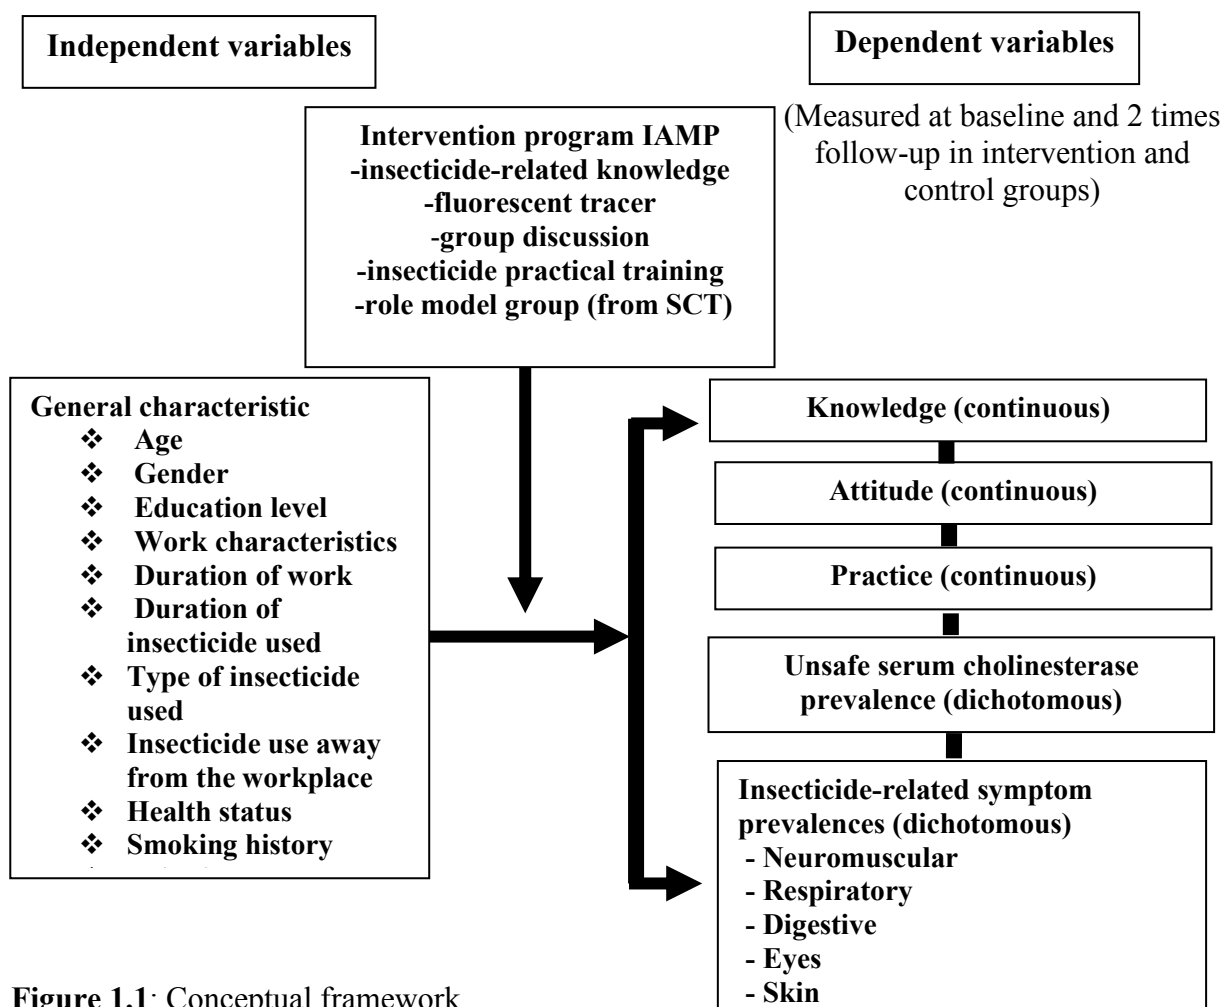 Independent variables
Dependent variables
(Measured at baseline and 2 times
follow-up in intervention and
control groups)
Intervention program IAMP
-insecticide-related knowledge
-fluorescent tracer
-group discussion
-insecticide practical training
-role model group (from SCT)
General characteristic
❖ Age
❖ Gender
❖ Education level
❖ Work characteristics
❖ Duration of work
❖ Duration of
insecticide used
❖ Type of insecticide
used
❖ Insecticide use away
from the workplace
❖ Health status
❖ Smoking history
Knowledge (continuous)
Attitude (continuous)
Practice (continuous)
Unsafe serum cholinesterase
prevalence (dichotomous)
Insecticide-related symptom
prevalences (dichotomous)
- Neuromuscular
- Respiratory
- Digestive
- Eyes
- Skin
Figure 1.1: Conceptual framework